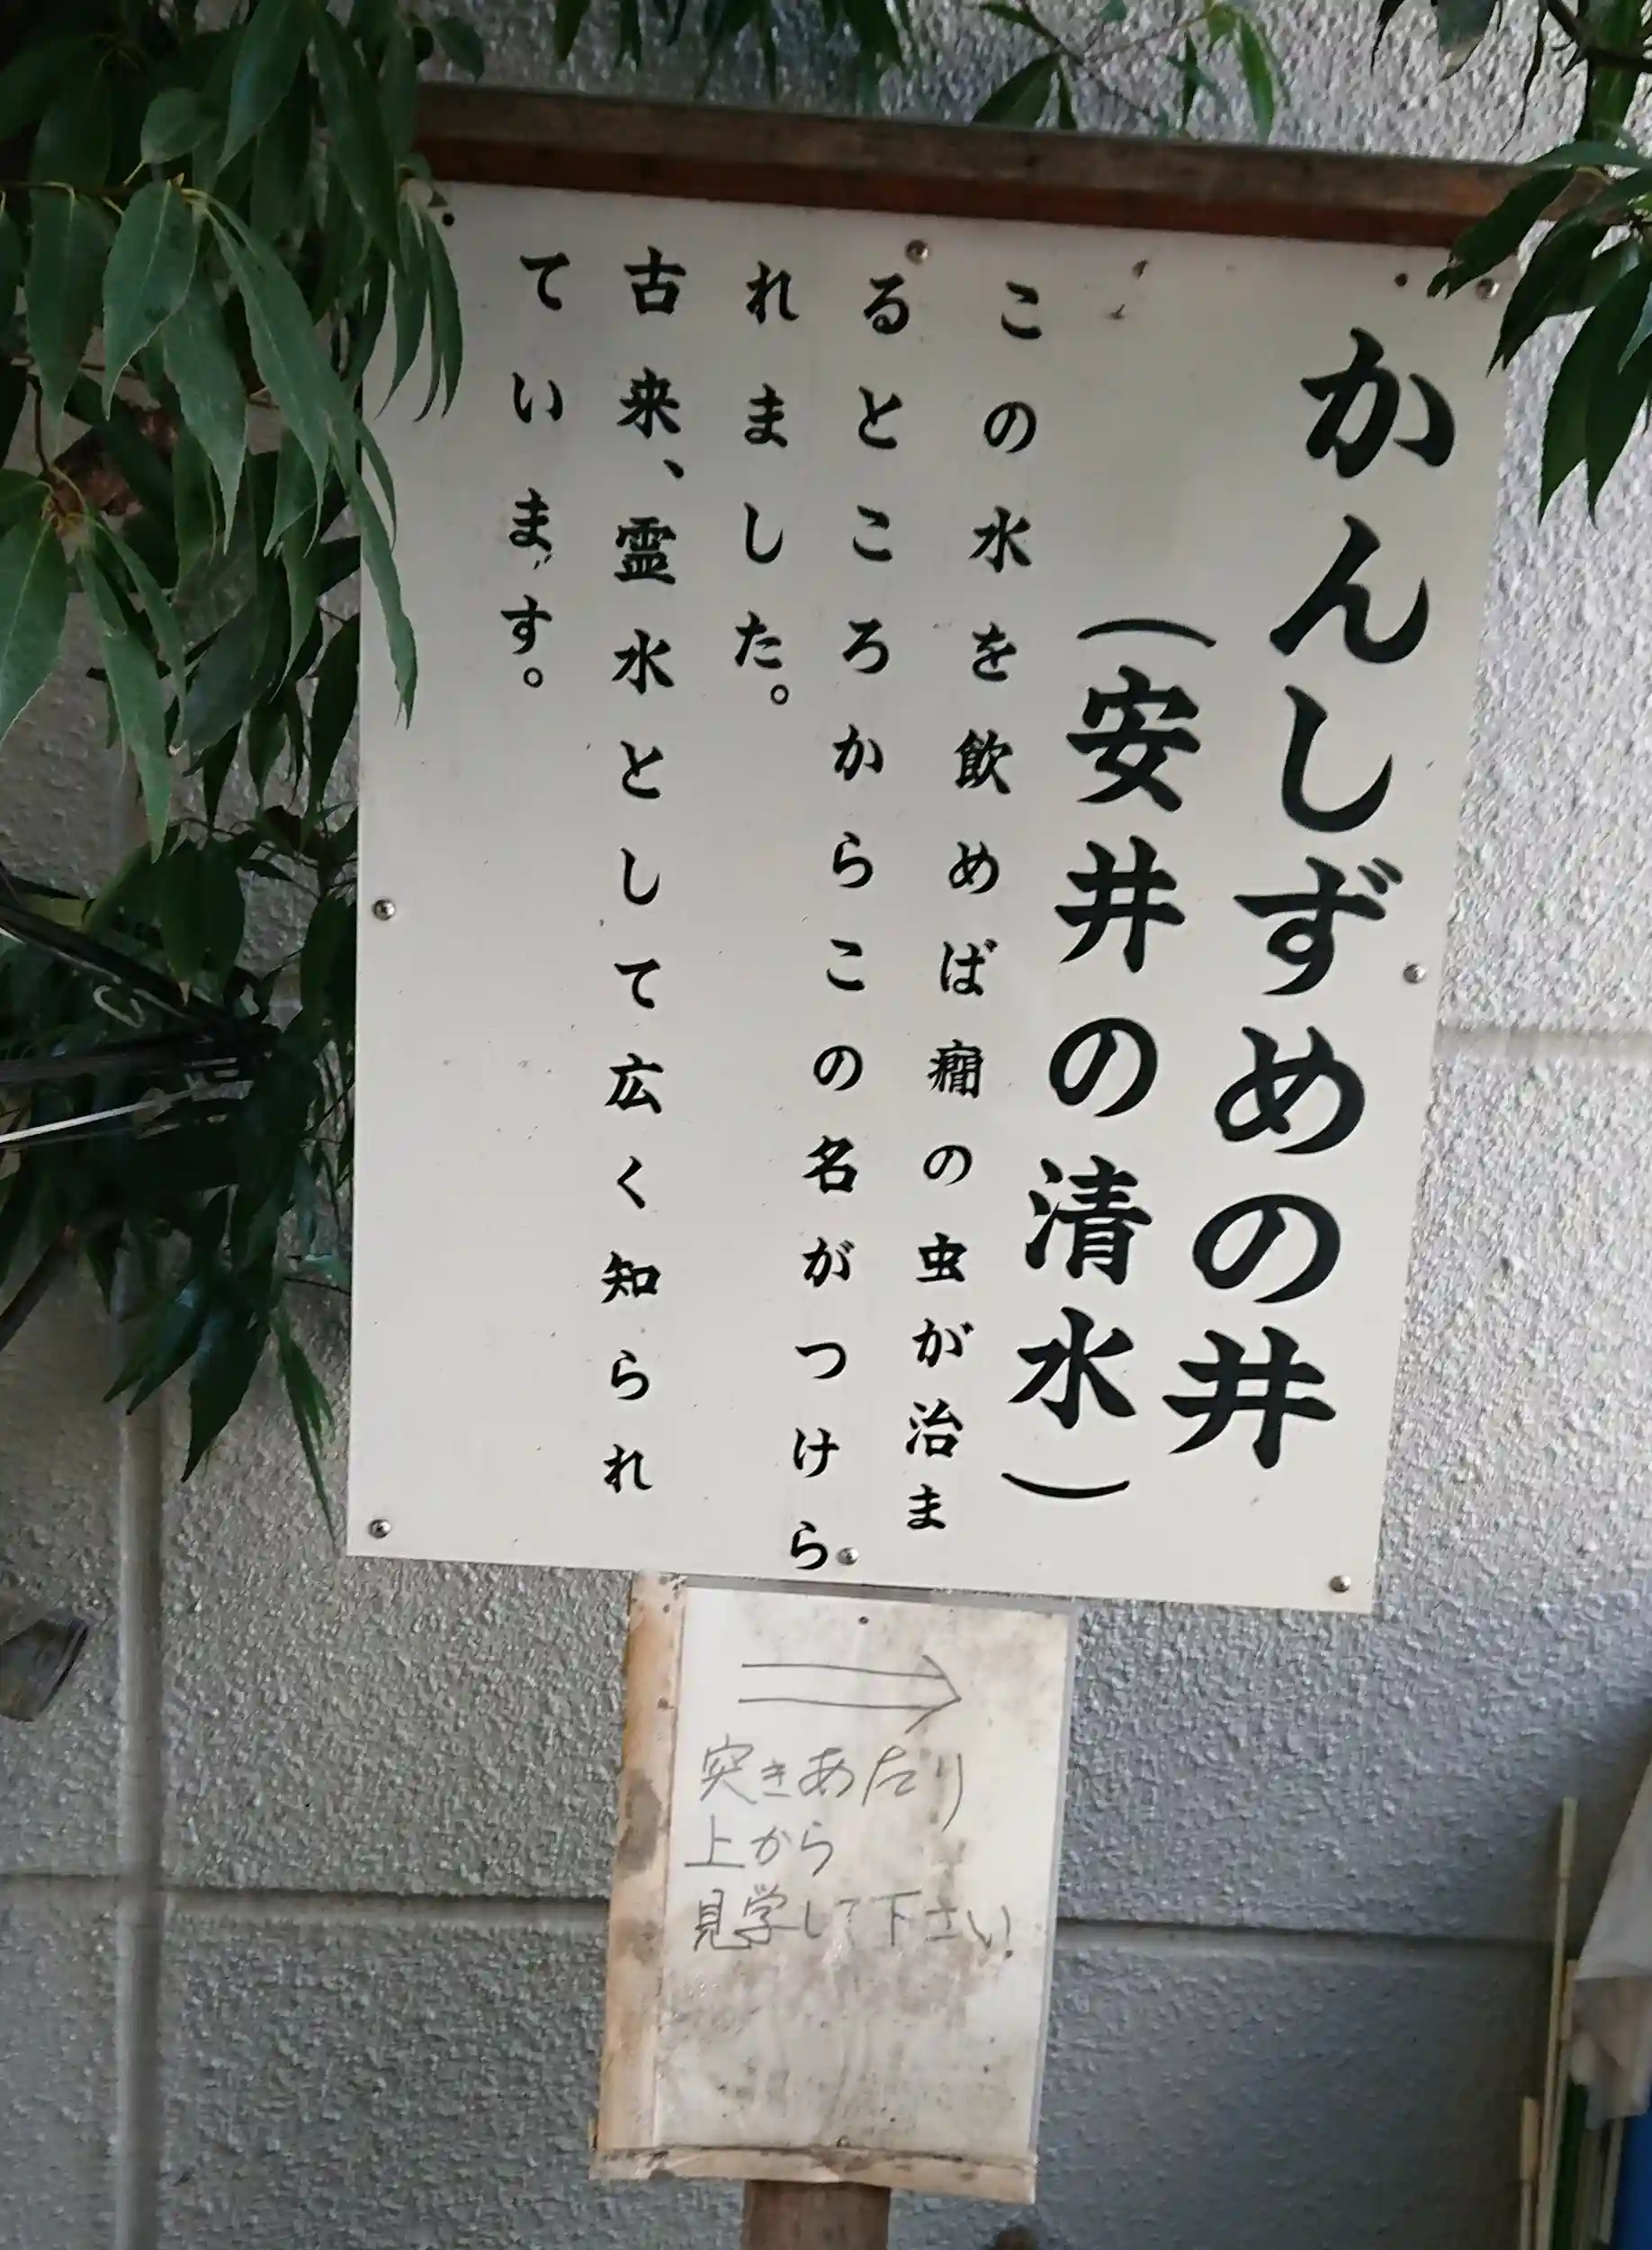 かんしずめの井
（安井の清水）
この水を飲めば癇の虫が治ま
るところからこの名がつけら
れました。
古来、霊水として広く知られ
ています。
突きあたり
上から
見学して下さい